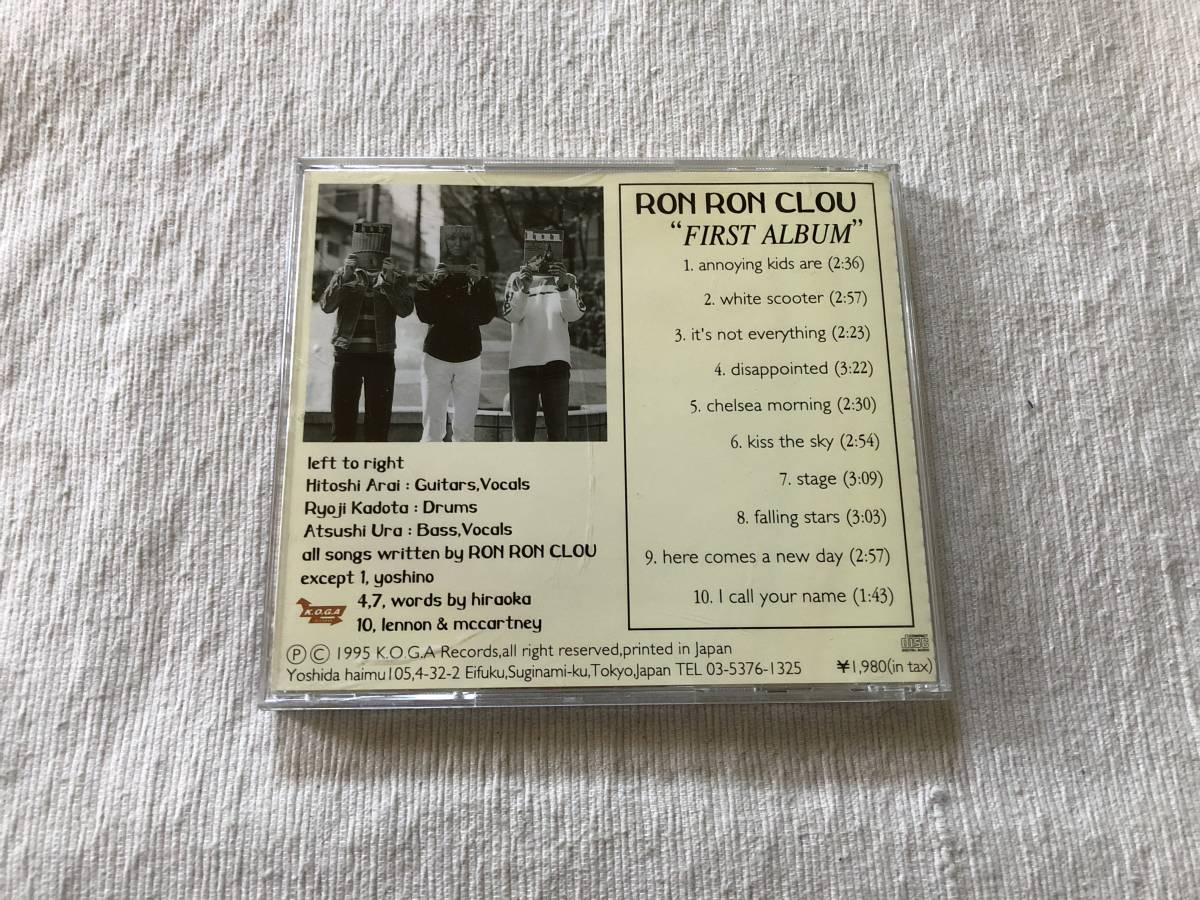 RON RON CLOU
“FIRST ALBUM”
1. annoying kids are (2:36)
2. white scooter (2:57)
3. it's not everything (2:23)
4. disappointed (3:22)
5. chelsea morning (2:30)
6. kiss the sky (2:54)
7. stage (3:09)
8. falling stars (3:03)
9. here comes a new day (2:57)
10. I call your name (1:43)
left to right
Hitoshi Arai : Guitars,Vocals
Ryoji Kadota : Drums
Atsushi Ura : Bass,Vocals
all songs written by RON RON CLOU
except 1, yoshino
4,7, words by hiraoka
10, lennon & mccartney
K.O.G.A
Ⓟ Ⓒ 1995 K.O.G.A Records,all right reserved,printed in Japan
Yoshida haimu105,4-32-2 Eifuku,Suginami-ku,Tokyo,Japan TEL 03-5376-1325
¥1,980(in tax)
COMPACT
disc
DIGITAL AUDIO